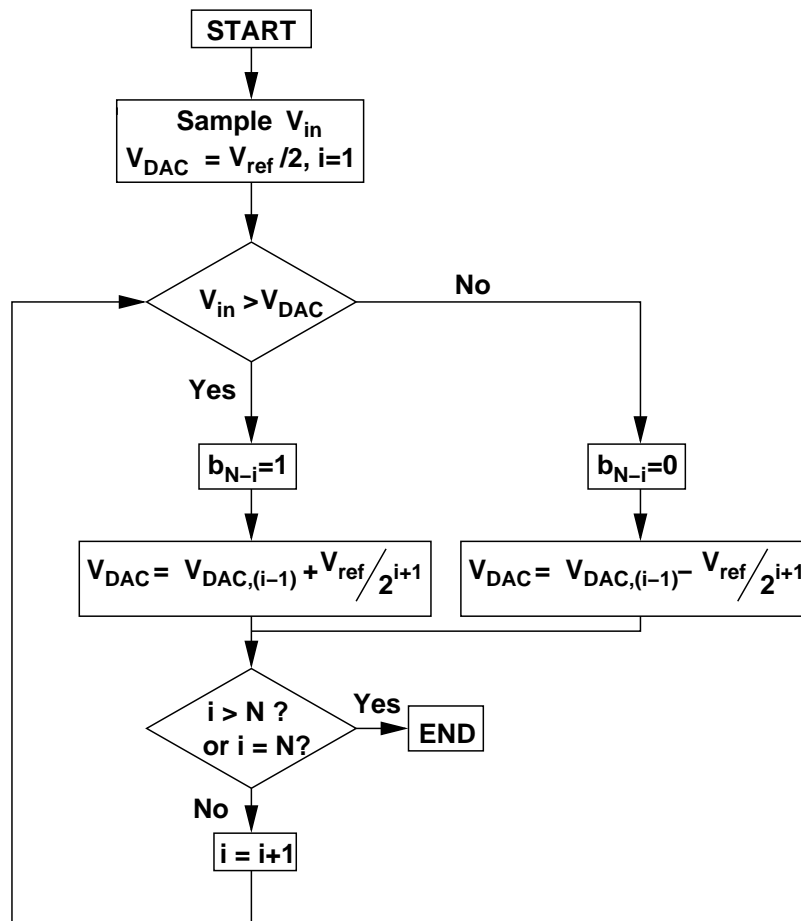 START
Sample V_in
V_DAC = V_ref /2, i=1
V_in >V_DAC
No
Yes
b_N–i=1
b_N–i=0
V_DAC= V_DAC,(i–1) +V_ref/2^i+1
V_DAC= V_DAC,(i–1)– V_ref/2^i+1
i > N ?
or i = N?
Yes
END
No
i = i+1